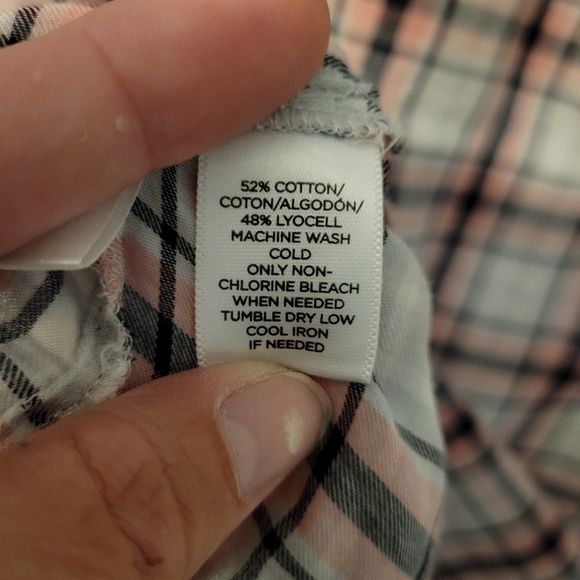 52% COTTON/
COTON/ALGODÓN/
48% LYOCELL
MACHINE WASH
COLD
ONLY NON-
CHLORINE BLEACH
WHEN NEEDED
TUMBLE DRY LOW
COOL IRON
IF NEEDED